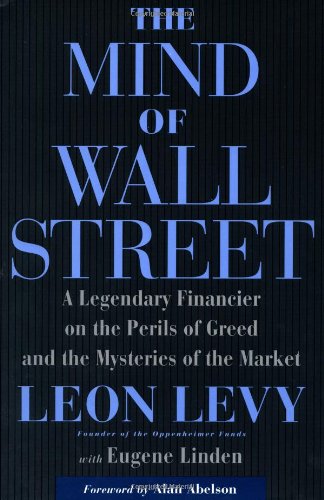 THE
MIND
OF
WALL
STREET
A Legendary Financier
on the Perils of Greed
and the Mysteries of the Market
LEON LEVY
Founder of the Oppenheimer Funds
with Eugene Linden
Foreword by Alan Abelson